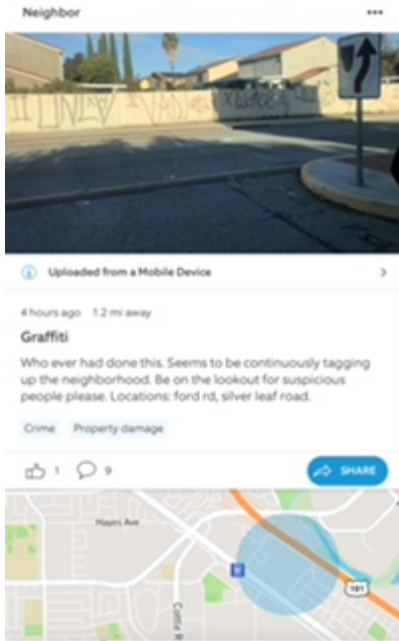 Neighbor
Uploaded from a Mobile Device
4 hours ago 1.2 mi away
Graffiti
Who ever had done this. Seems to be continuously tagging
up the neighborhood. Be on the lookout for suspicious
people please. Locations: ford rd, silver leaf road.
Crime Property damage
1 9 SHARE
Hayes Ave
101